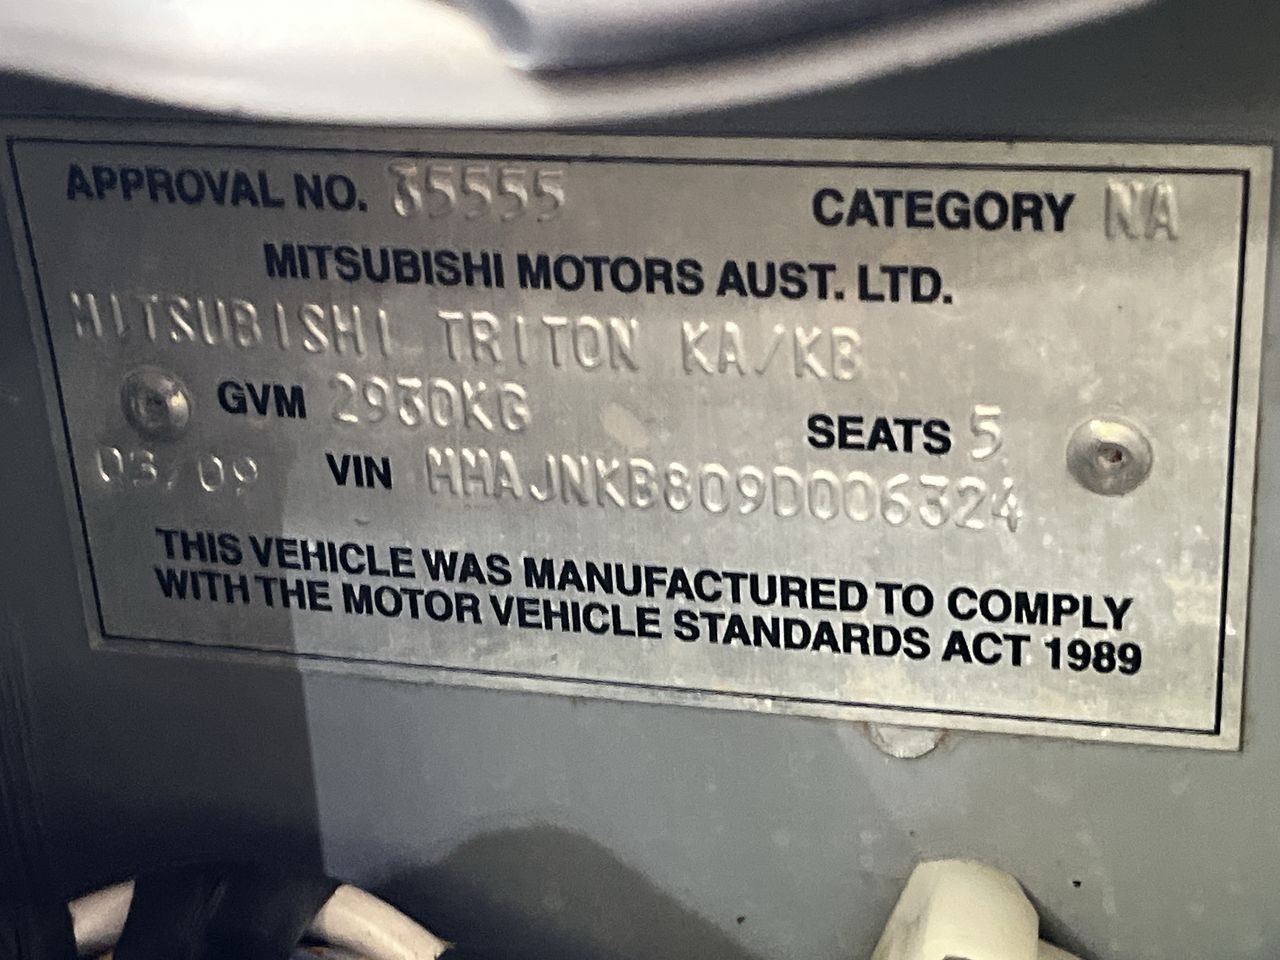 APPROVAL NO. 35555 CATEGORY NA
MITSUBISHI MOTORS AUST. LTD.
MITSUBISHI TRITON KA/KB
GVM 2930KG SEATS 5
03/09 VIN MMAJNKB809D006324
THIS VEHICLE WAS MANUFACTURED TO COMPLY
WITH THE MOTOR VEHICLE STANDARDS ACT 1989